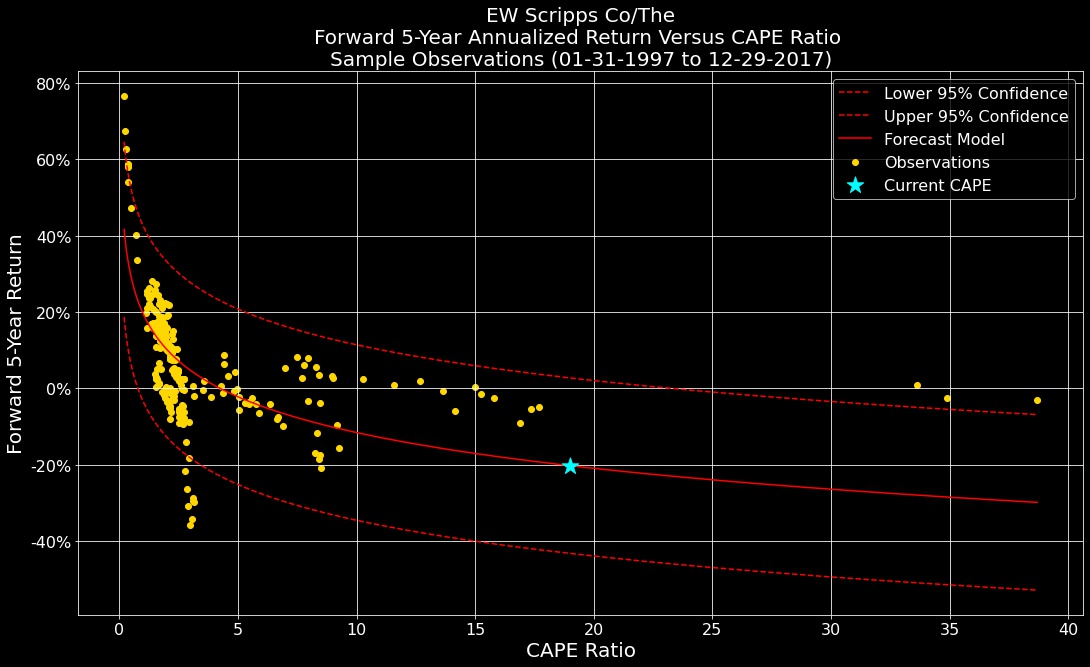 EW Scripps Co/The
Forward 5-Year Annualized Return Versus CAPE Ratio
Sample Observations (01-31-1997 to 12-29-2017)
Lower 95% Confidence
Upper 95% Confidence
Forecast Model
Observations
Current CAPE
Forward 5-Year Return
80%
60%
40%
20%
0%
-20%
-40%
0 5 10 15 20 25 30 35 40
CAPE Ratio